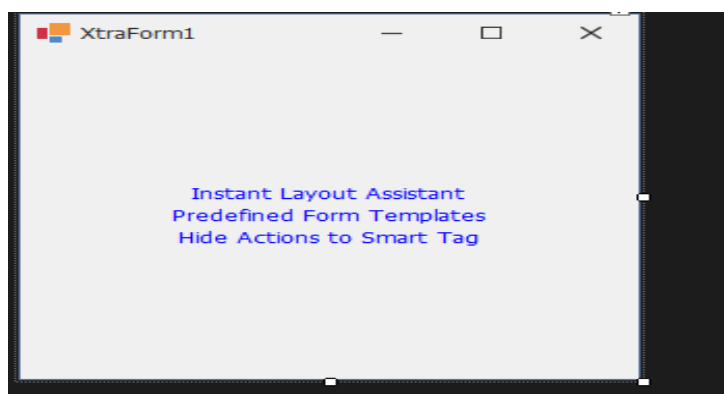 XtraForm1
Instant Layout Assistant
Predefined Form Templates
Hide Actions to Smart Tag